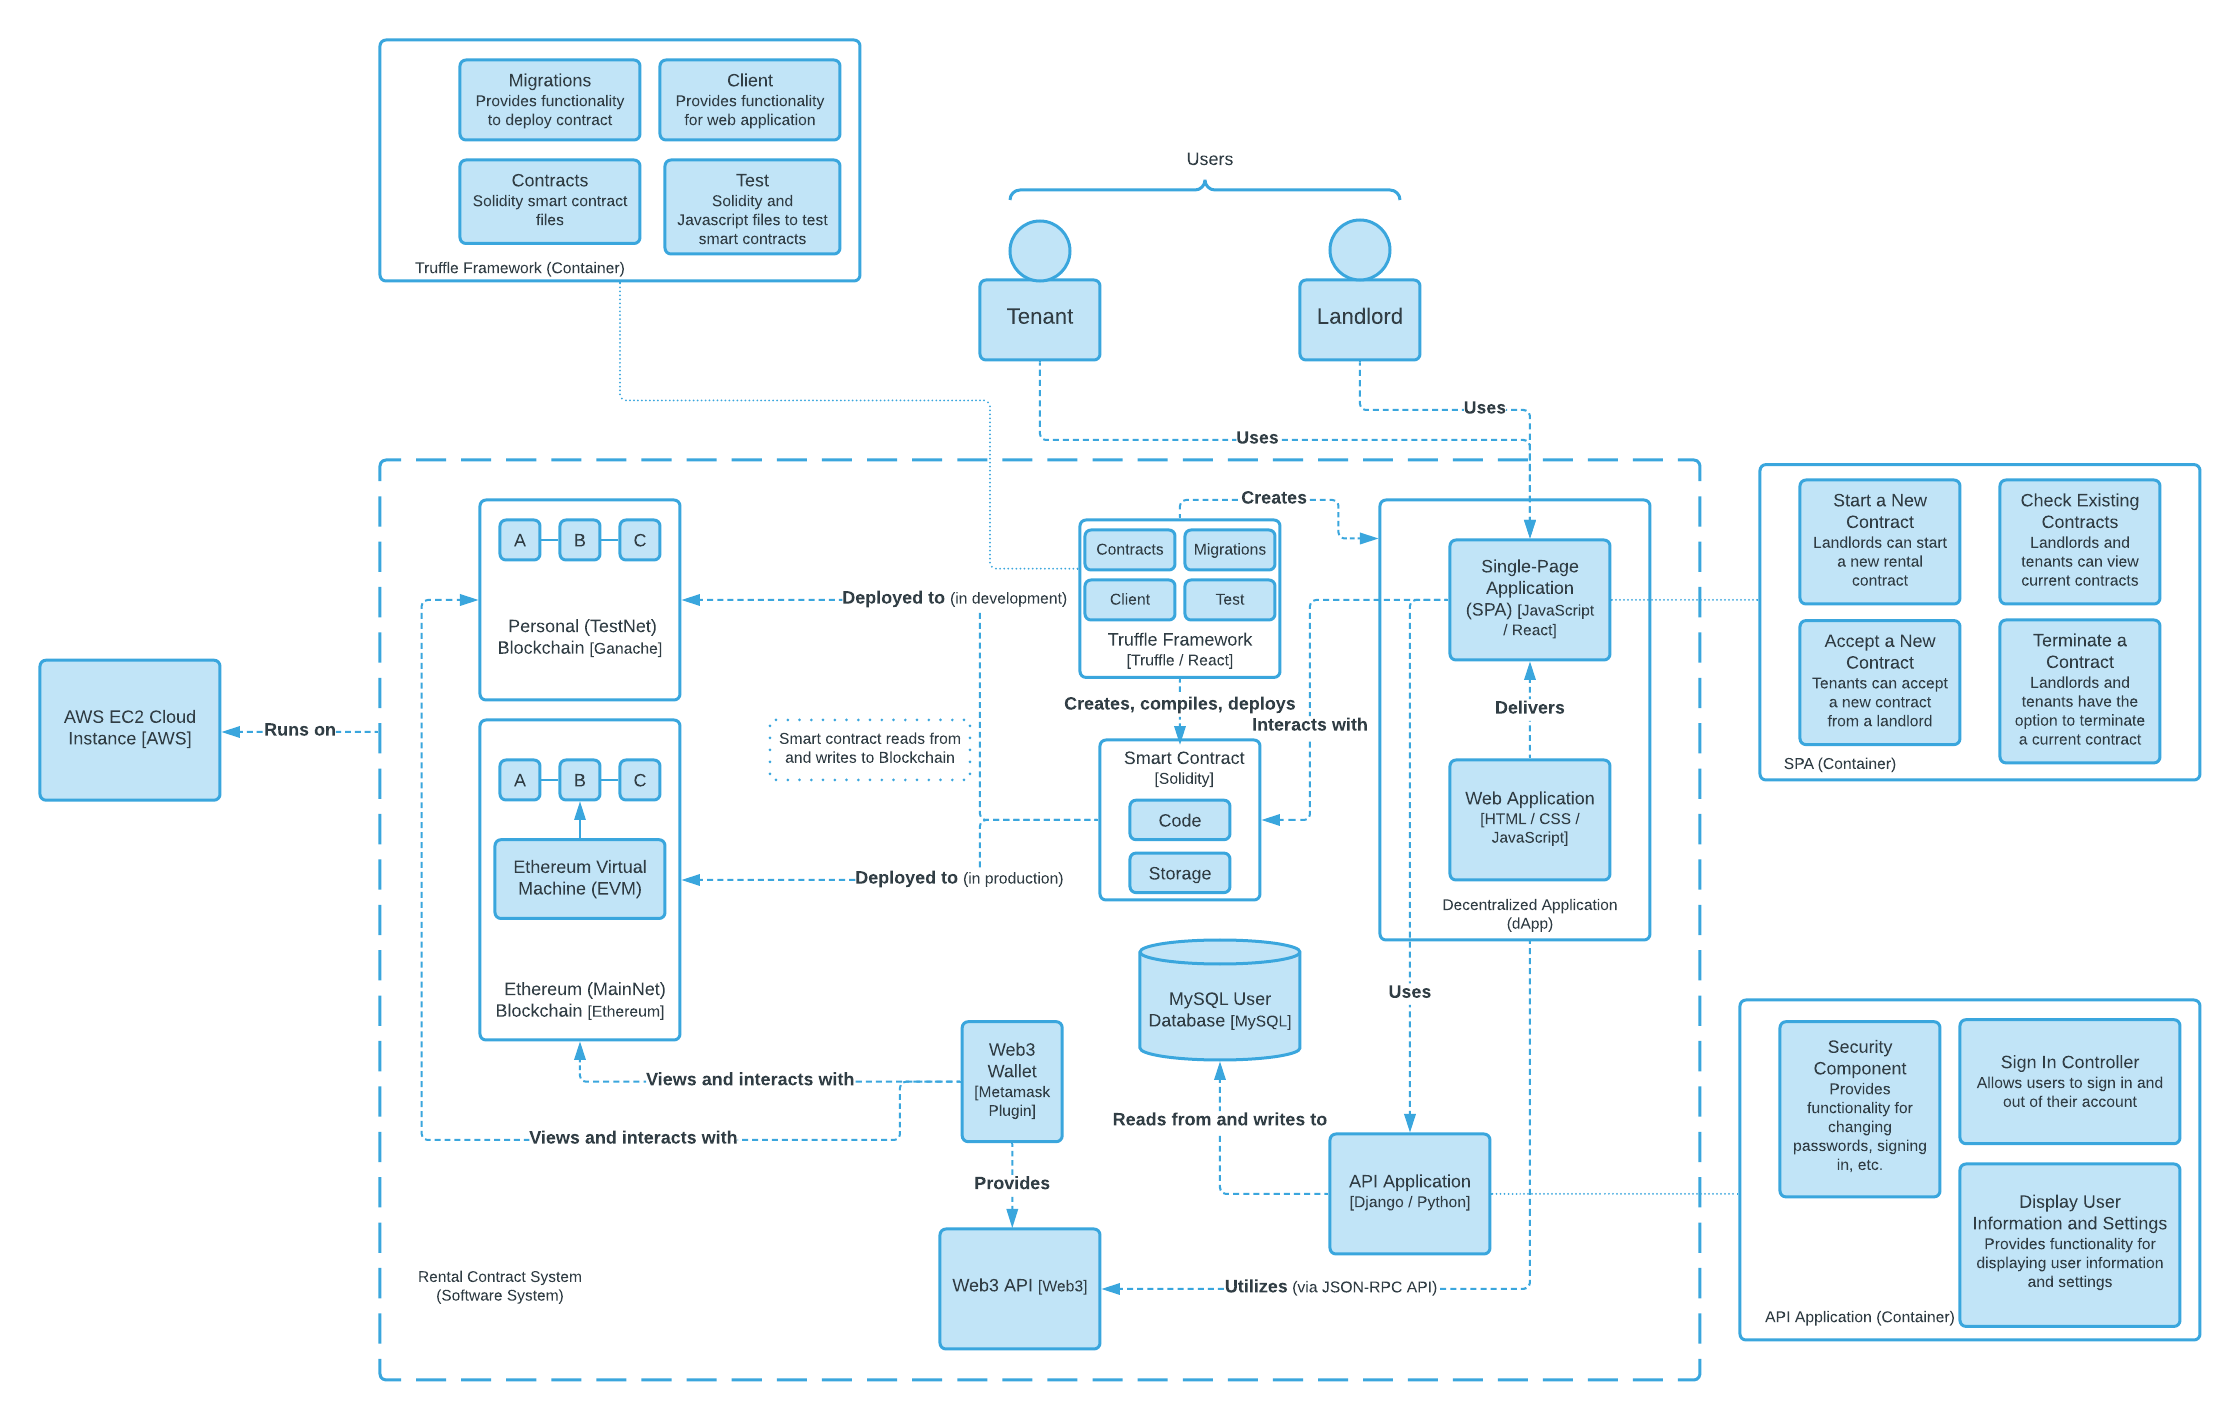 Migrations
Provides functionality
to deploy contract
Client
Provides functionality
for web application
Contracts
Solidity smart contract
files
Test
Solidity and
Javascript files to test
smart contracts
Truffle Framework (Container)
Users
Tenant
Landlord
Uses
Uses
Creates
A
B
C
Personal (TestNet)
Blockchain [Ganache]
Deployed to (in development)
Contracts
Migrations
Client
Test
Truffle Framework
[Truffle / React]
Single-Page
Application
(SPA) [JavaScript
/ React]
Start a New
Contract
Landlords can start
a new rental
contract
Check Existing
Contracts
Landlords and
tenants can view
current contracts
Accept a New
Contract
Tenants can accept
a new contract
from a landlord
Terminate a
Contract
Landlords and
tenants have the
option to terminate
a current contract
SPA (Container)
AWS EC2 Cloud
Instance [AWS]
Runs on
Creates, compiles, deploys
Interacts with
Delivers
Smart contract reads from
and writes to Blockchain
Smart Contract
[Solidity]
Code
Storage
Web Application
[HTML / CSS /
JavaScript]
Decentralized Application
(dApp)
A
B
C
Ethereum Virtual
Machine (EVM)
Deployed to (in production)
Ethereum (MainNet)
Blockchain [Ethereum]
MySQL User
Database [MySQL]
Uses
Web3
Wallet
[Metamask
Plugin]
Views and interacts with
Views and interacts with
Reads from and writes to
Provides
API Application
[Django / Python]
Security
Component
Provides
functionality for
changing
passwords, signing
in, etc.
Sign In Controller
Allows users to sign in and
out of their account
Display User
Information and Settings
Provides functionality for
displaying user information
and settings
API Application (Container)
Web3 API [Web3]
Utilizes (via JSON-RPC API)
Rental Contract System
(Software System)